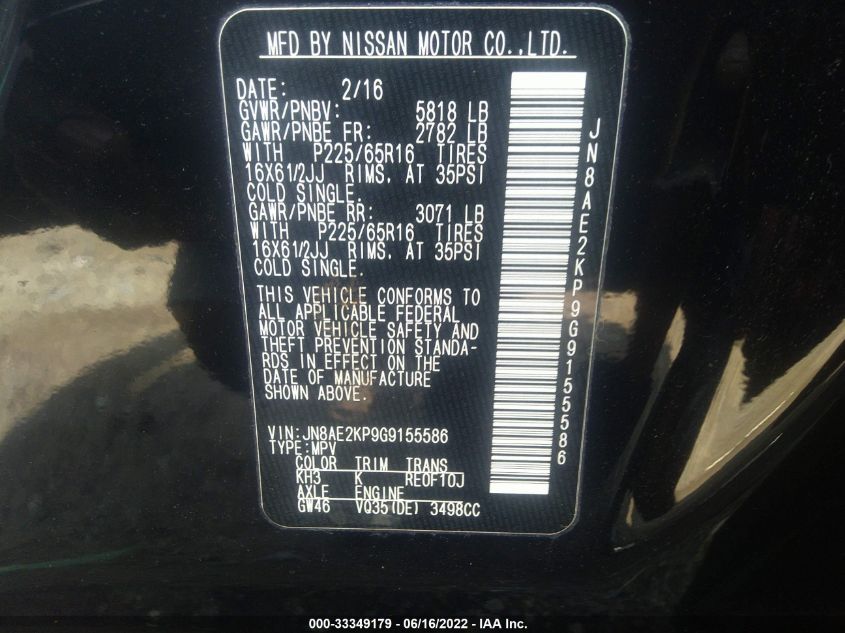 MFD BY NISSAN MOTOR CO.,LTD.
DATE: 2/16
GVWR/PNBV: 5818 LB
GAWR/PNBE FR: 2782 LB
WITH P225/65R16 TIRES
16X61/2JJ RIMS. AT 35PSI
COLD SINGLE.
GAWR/PNBE RR: 3071 LB
WITH P225/65R16 TIRES
16X61/2JJ RIMS. AT 35PSI
COLD SINGLE.
THIS VEHICLE CONFORMS TO
ALL APPLICABLE FEDERAL
MOTOR VEHICLE SAFETY AND
THEFT PREVENTION STANDA-
RDS IN EFFECT ON THE
DATE OF MANUFACTURE
SHOWN ABOVE.
VIN:JN8AE2KP9G9155586
TYPE:MPV
COLOR TRIM TRANS
KH3 K RE0F10J
AXLE ENGINE
GW46 VQ35(DE) 3498CC
JN8AE2KP9G9155586
000-33349179 - 06/16/2022 - IAA Inc.